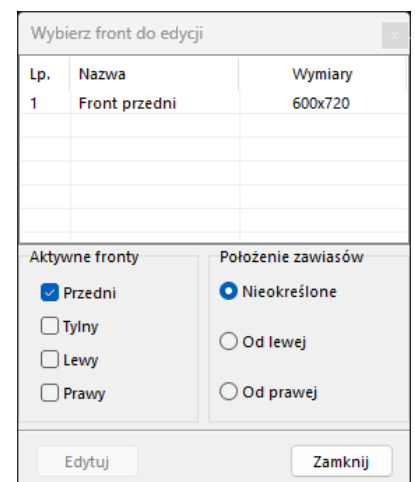 Wybierz front do edycji
x
Lp. Nazwa Wymiary
1 Front przedni 600x720
Aktywne fronty
Przedni
Tylny
Lewy
Prawy
Położenie zawiasów
Nieokreślone
Od lewej
Od prawej
Edytuj Zamknij